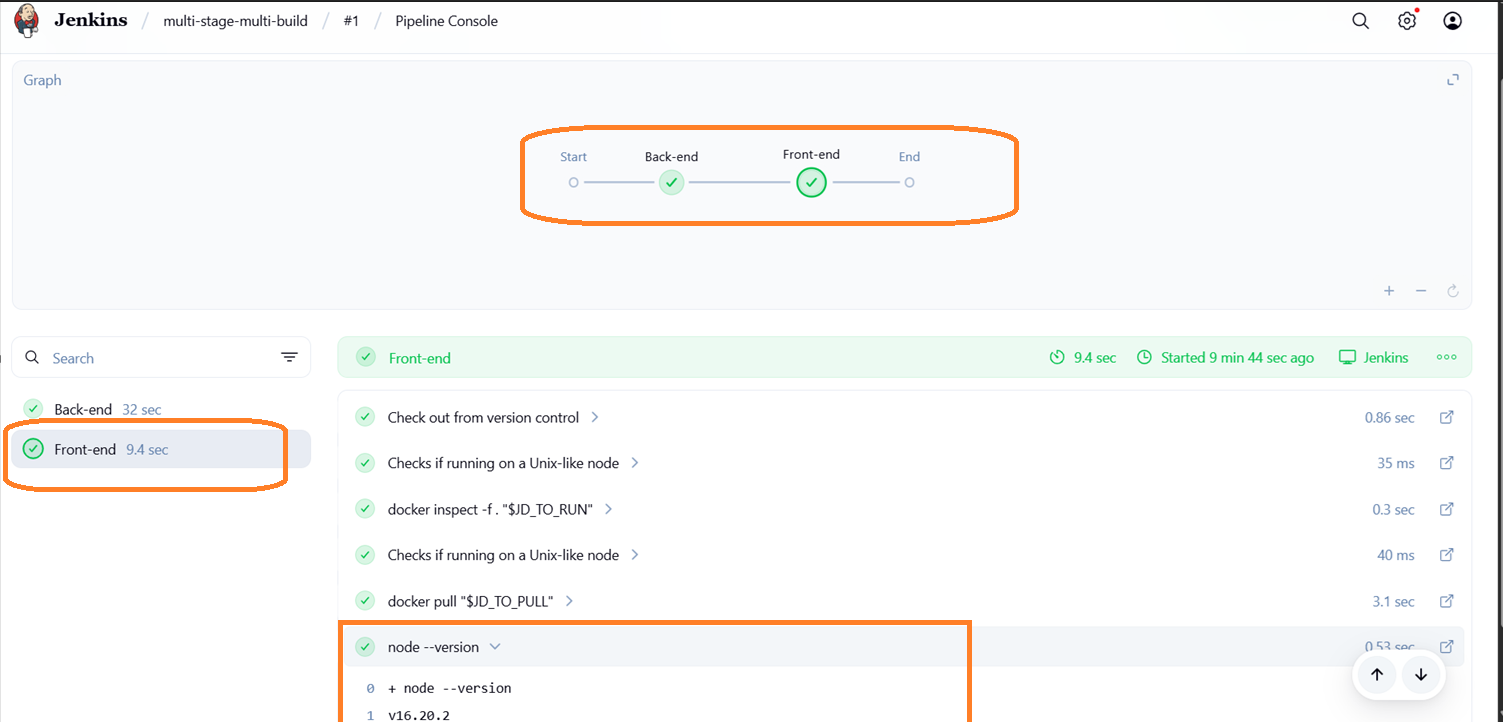 Jenkins / multi-stage-multi-build / #1 / Pipeline Console
Graph
Start Back-end Front-end End
Search
Back-end 32 sec
Front-end 9.4 sec
Front-end 9.4 sec Started 9 min 44 sec ago Jenkins
Check out from version control 0.86 sec
Checks if running on a Unix-like node 35 ms
docker inspect -f . "$JD_TO_RUN" 0.3 sec
Checks if running on a Unix-like node 40 ms
docker pull "$JD_TO_PULL" 3.1 sec
node --version 0.53 sec
0 + node --version
1 v16.20.2